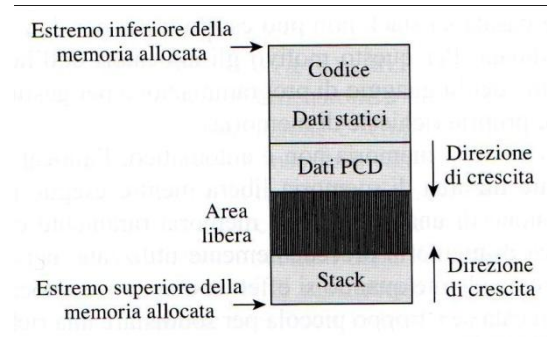 Estremo inferiore della
memoria allocata
Codice
Dati statici
Dati PCD
Direzione
di crescita
Area
libera
Stack
Direzione
di crescita
Estremo superiore della
memoria allocata